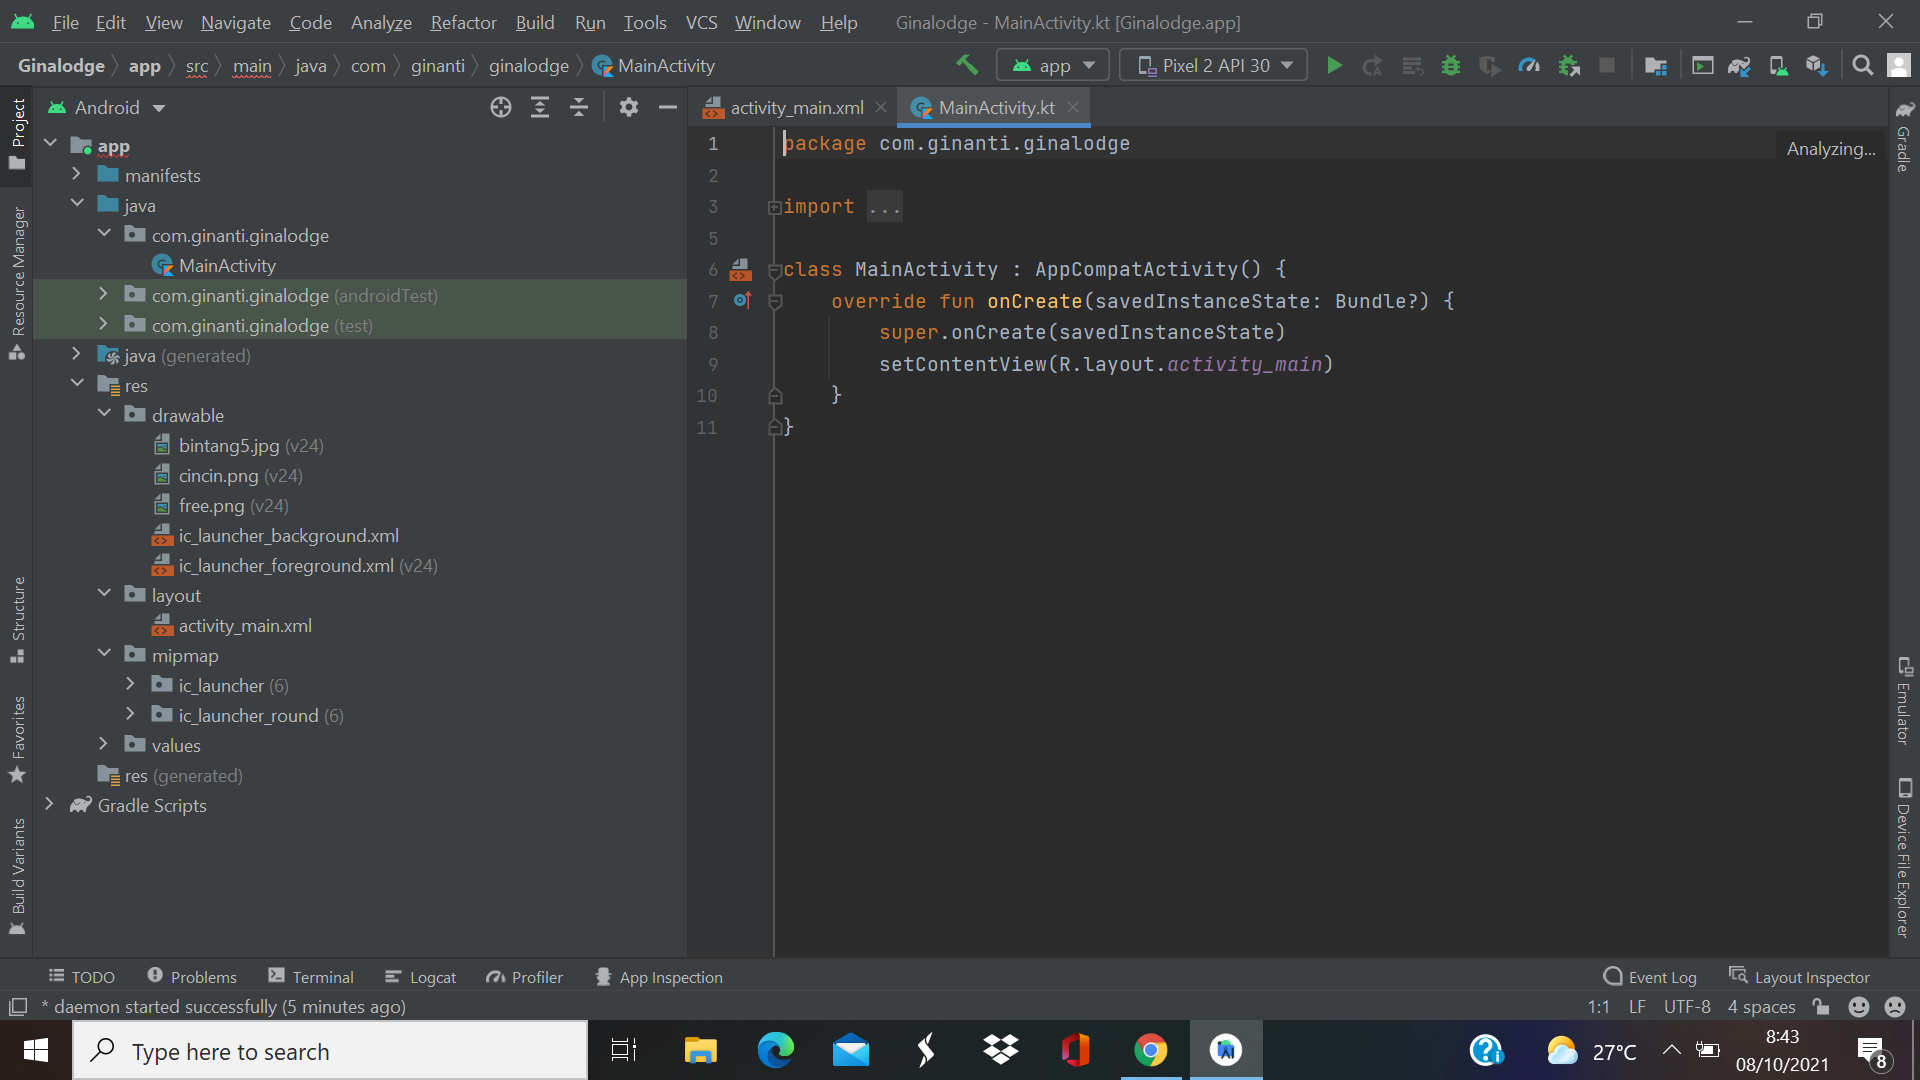 File Edit View Navigate Code Analyze Refactor Build Run Tools VCS Window Help Ginalodge - MainActivity.kt [Ginalodge.app]
Ginalodge app src main java com ginanti ginalodge MainActivity app Pixel 2 API 30
Project
Resource Manager
Structure
Favorites
Build Variants
Android
app
manifests
java
com.ginanti.ginalodge
MainActivity
com.ginanti.ginalodge (androidTest)
com.ginanti.ginalodge (test)
java (generated)
res
drawable
bintang5.jpg (v24)
cincin.png (v24)
free.png (v24)
ic_launcher_background.xml
ic_launcher_foreground.xml (v24)
layout
activity_main.xml
mipmap
ic_launcher (6)
ic_launcher_round (6)
values
res (generated)
Gradle Scripts
activity_main.xml MainActivity.kt
1 package com.ginanti.ginalodge
Analyzing...
2
3 import ...
5
6 class MainActivity : AppCompatActivity() {
7 override fun onCreate(savedInstanceState: Bundle?) {
8 super.onCreate(savedInstanceState)
9 setContentView(R.layout.activity_main)
10 }
11 }
Gradle
Emulator
Device File Explorer
TODO Problems Terminal Logcat Profiler App Inspection Event Log Layout Inspector
* daemon started successfully (5 minutes ago) 1:1 LF UTF-8 4 spaces
Type here to search
27°C
8:43
08/10/2021
8